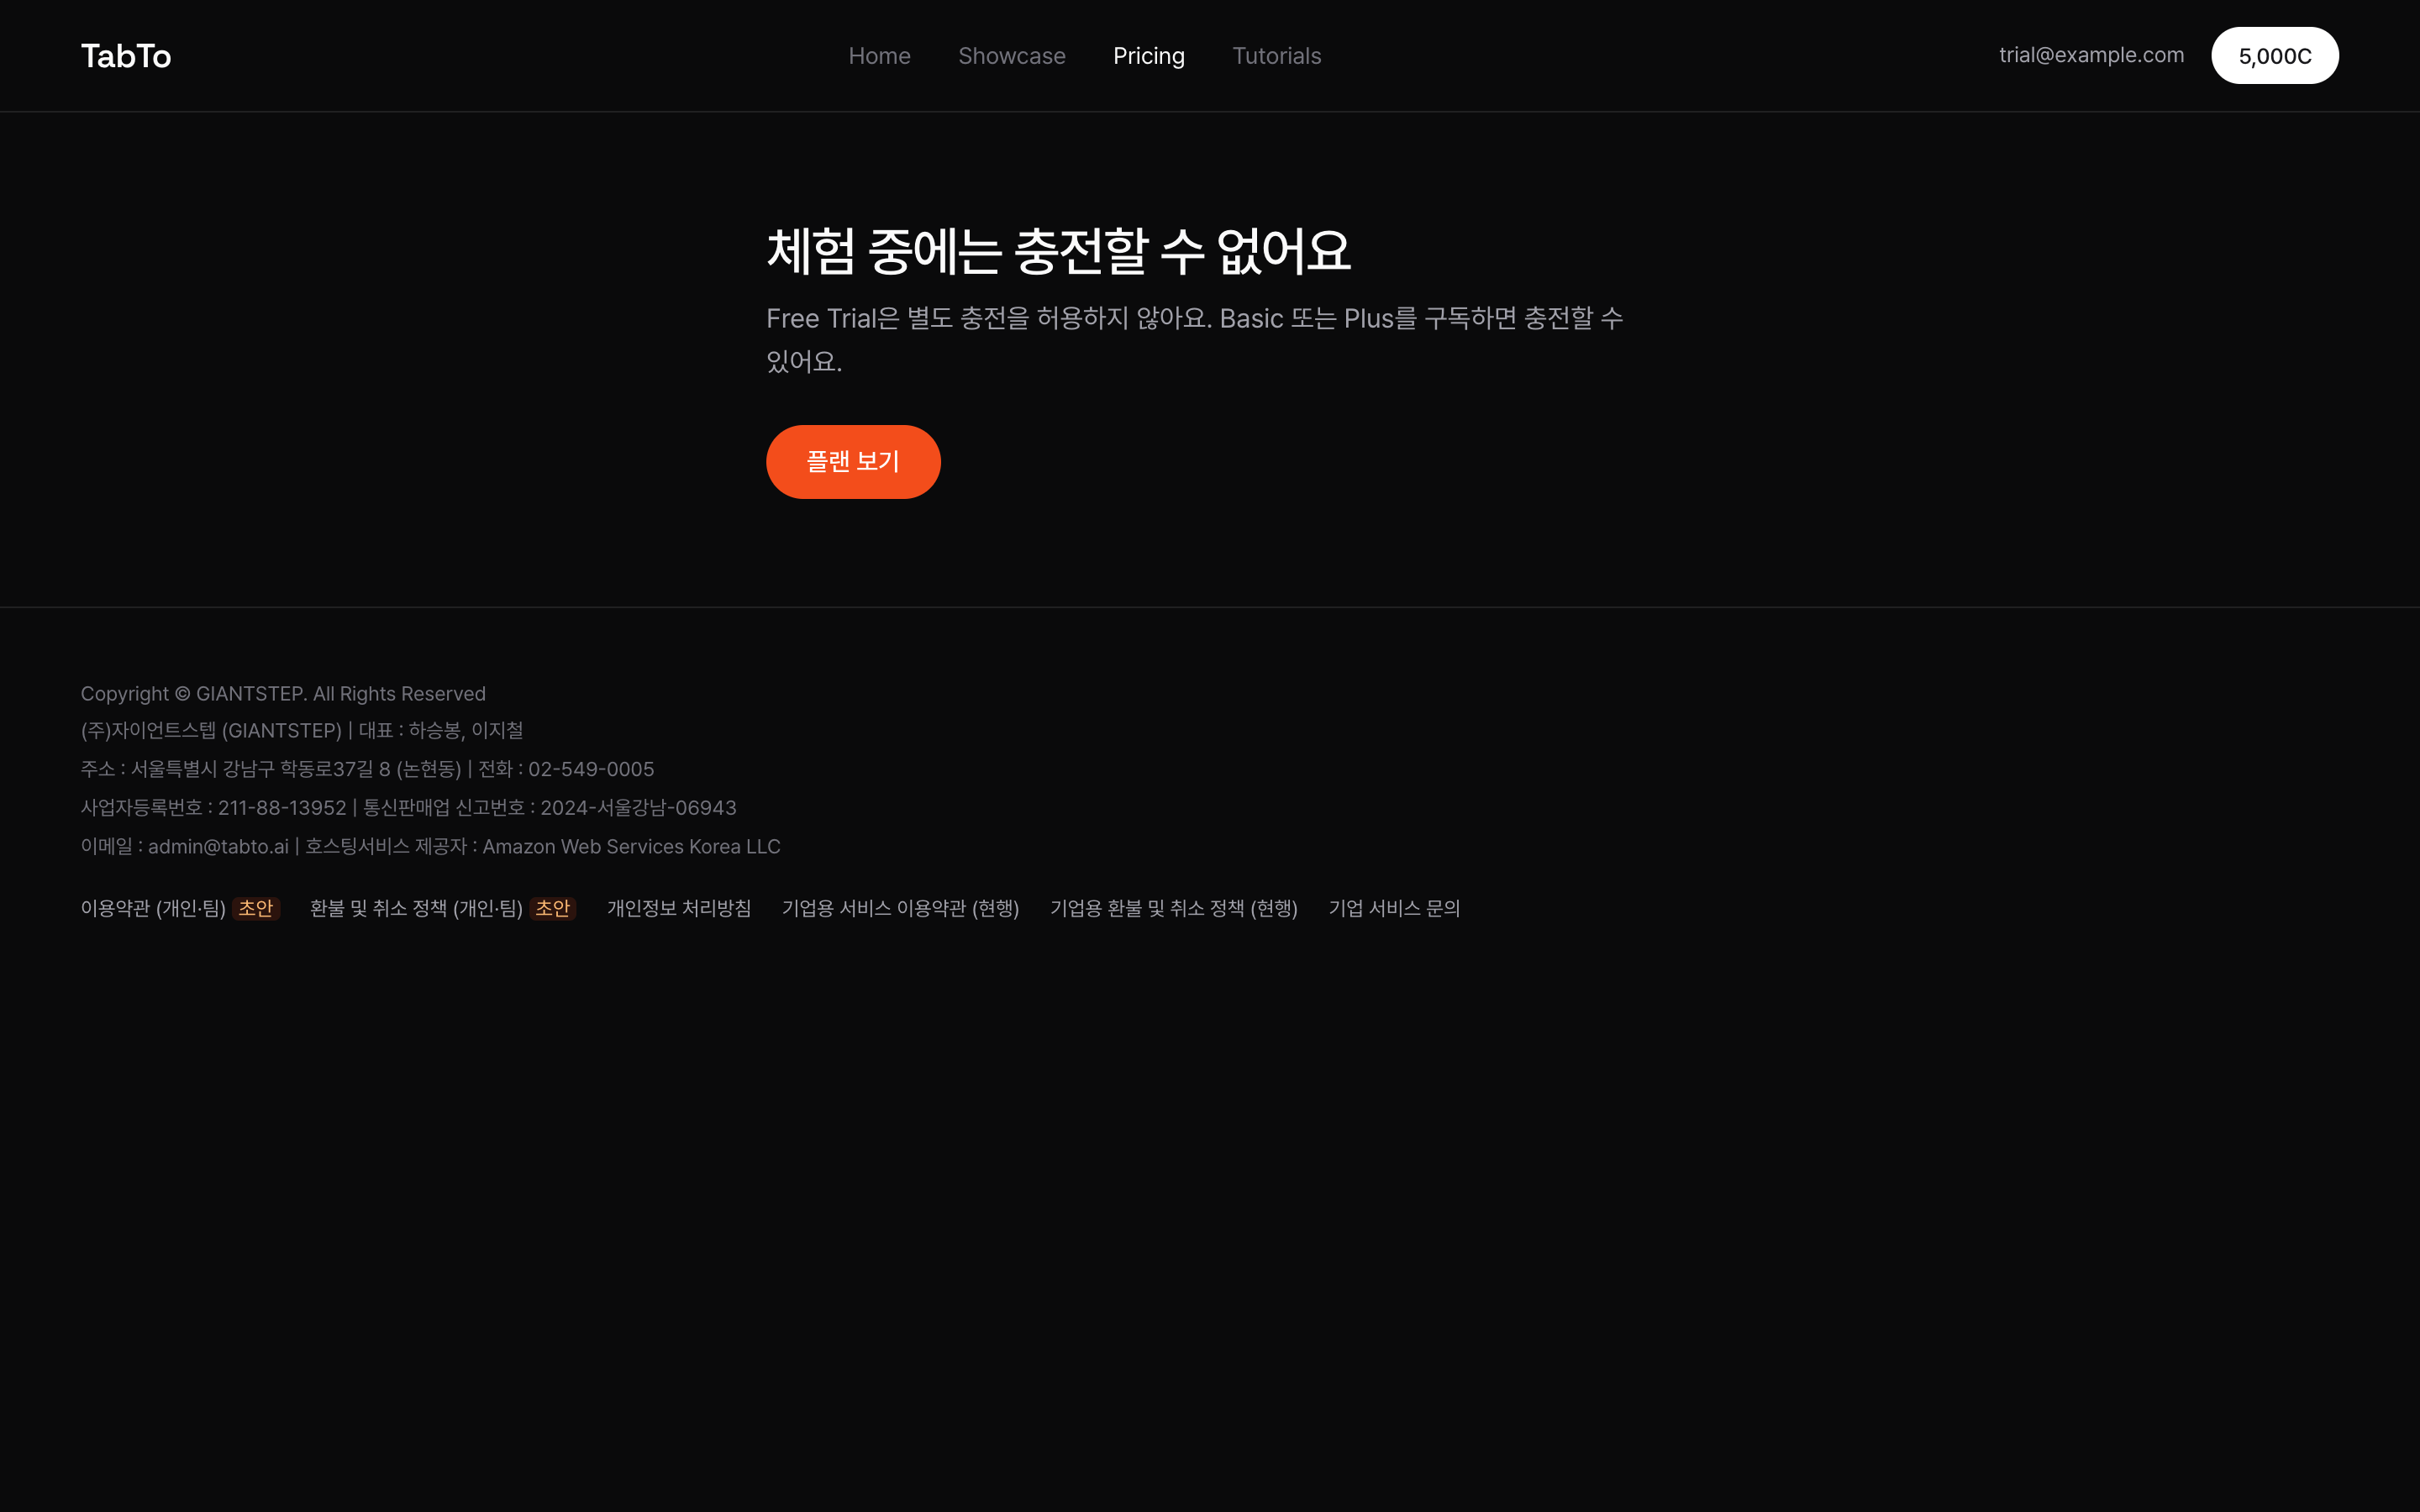 TabTo
Home
Showcase
Pricing
Tutorials
trial@example.com
5,000C
체험 중에는 충전할 수 없어요
Free Trial은 별도 충전을 허용하지 않아요. Basic 또는 Plus를 구독하면 충전할 수
있어요.
플랜 보기
Copyright © GIANTSTEP. All Rights Reserved
(주)자이언트스텝 (GIANTSTEP) | 대표 : 하승봉, 이지철
주소 : 서울특별시 강남구 학동로37길 8 (논현동) | 전화 : 02-549-0005
사업자등록번호 : 211-88-13952 | 통신판매업 신고번호 : 2024-서울강남-06943
이메일 : admin@tabto.ai | 호스팅서비스 제공자 : Amazon Web Services Korea LLC
이용약관 (개인·팀) 초안
환불 및 취소 정책 (개인·팀) 초안
개인정보 처리방침
기업용 서비스 이용약관 (현행)
기업용 환불 및 취소 정책 (현행)
기업 서비스 문의